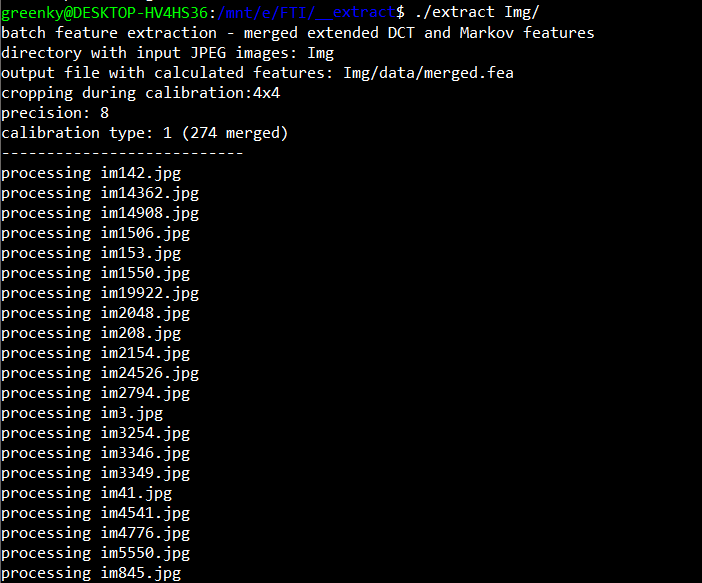 greenky@DESKTOP-HV4HS36:/mnt/e/FTI/__extract$ ./extract Img/
batch feature extraction - merged extended DCT and Markov features
directory with input JPEG images: Img
output file with calculated features: Img/data/merged.fea
cropping during calibration:4x4
precision: 8
calibration type: 1 (274 merged)
---------------------------
processing im142.jpg
processing im14362.jpg
processing im14908.jpg
processing im1506.jpg
processing im153.jpg
processing im1550.jpg
processing im19922.jpg
processing im2048.jpg
processing im208.jpg
processing im2154.jpg
processing im24526.jpg
processing im2794.jpg
processing im3.jpg
processing im3254.jpg
processing im3346.jpg
processing im3349.jpg
processing im41.jpg
processing im4541.jpg
processing im4776.jpg
processing im5550.jpg
processing im845.jpg